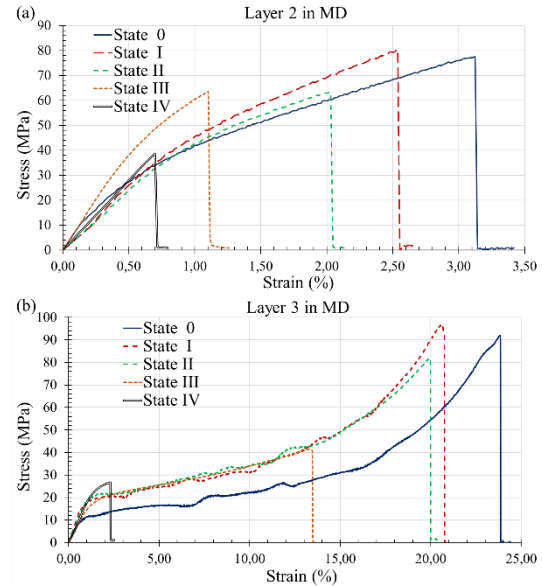 (a) Layer 2 in MD
90
80
70
60
50
40
30
20
10
0
Stress (MPa)
State 0
State I
State II
State III
State IV
0,00 0,50 1,00 1,50 2,00 2,50 3,00 3,50
Strain (%)
(b) Layer 3 in MD
100
90
80
70
60
50
40
30
20
10
0
Stress (MPa)
State 0
State I
State II
State III
State IV
0,00 5,00 10,00 15,00 20,00 25,00
Strain (%)